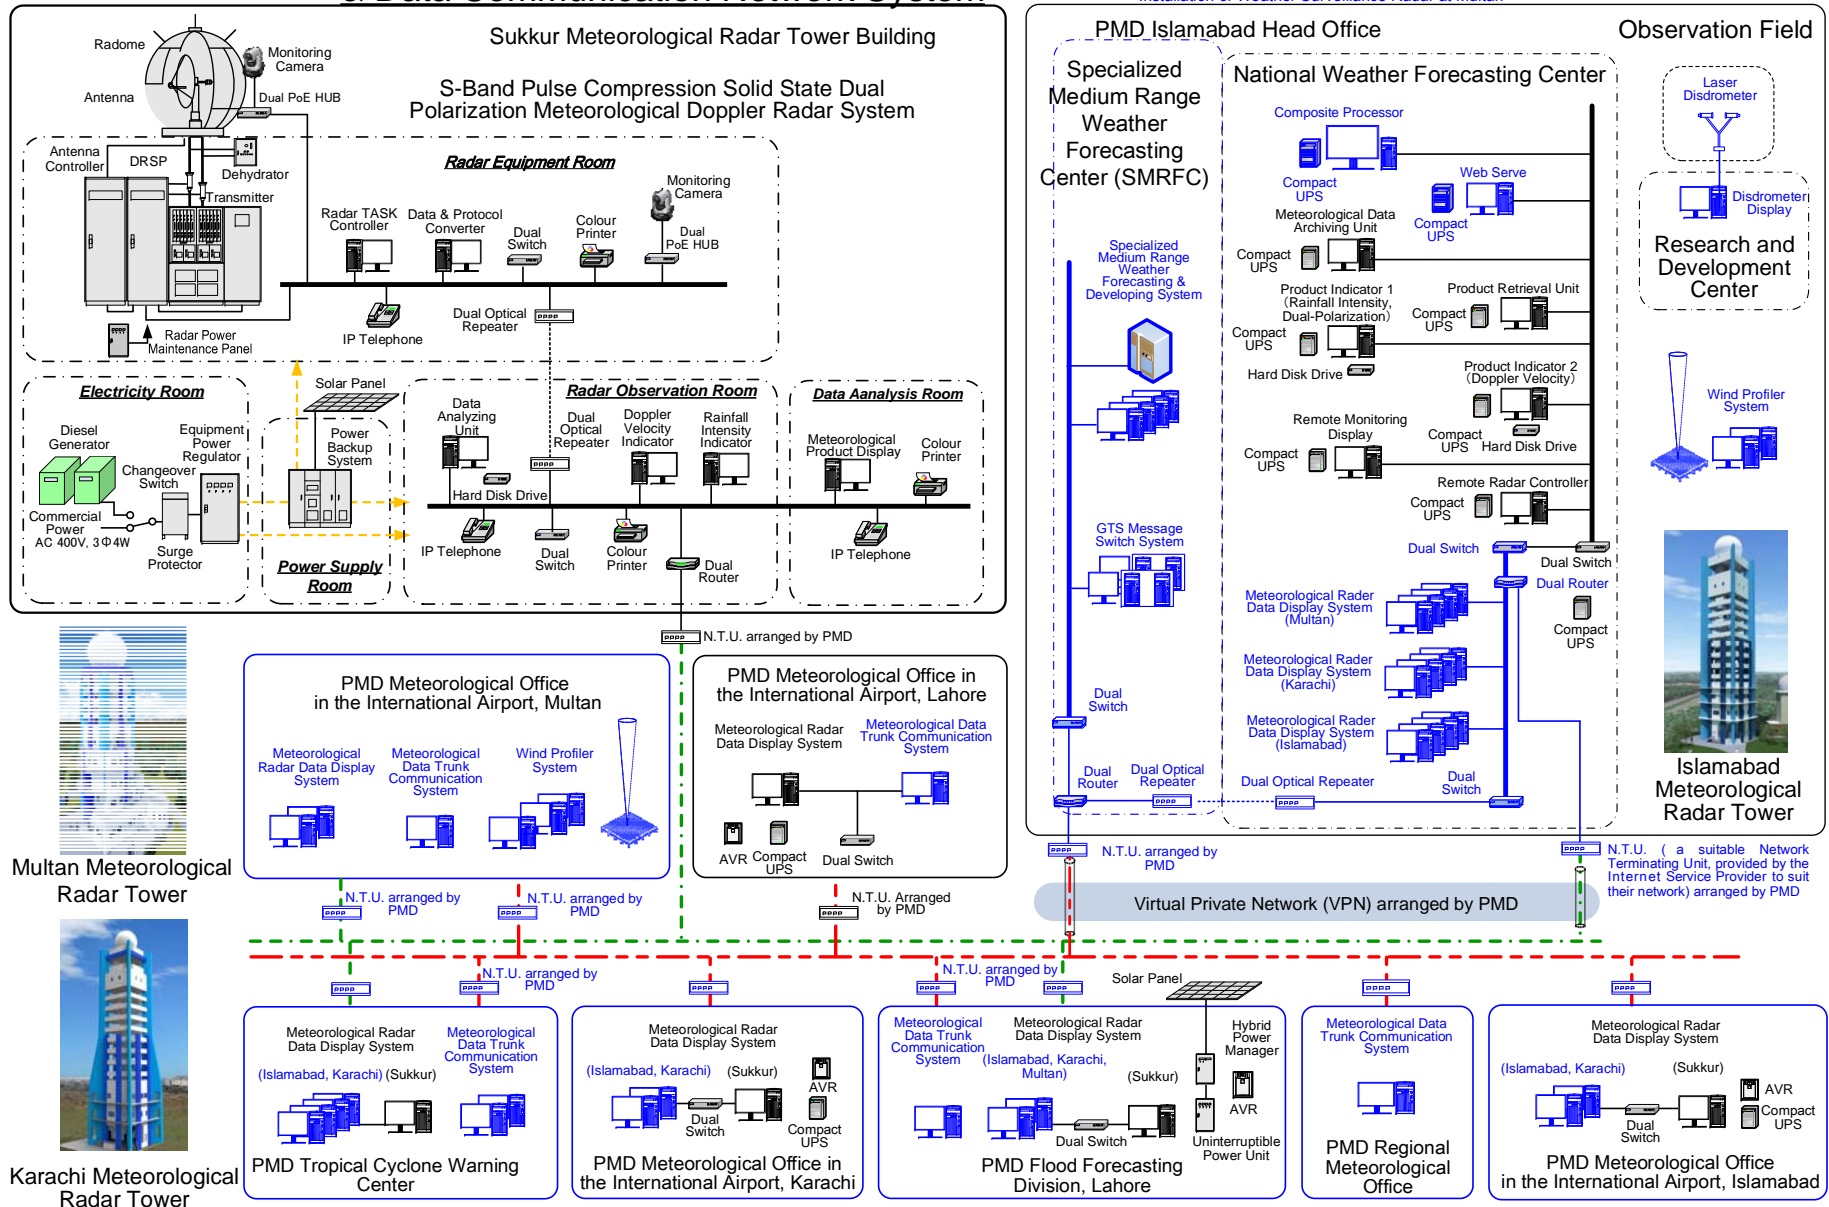 & Data Communication Network System
Installation of Weather Surveillance Radar at Multan
Sukkur Meteorological Radar Tower Building
S-Band Pulse Compression Solid State Dual
Polarization Meteorological Doppler Radar System
Radome
Monitoring
Camera
Antenna
Dual PoE HUB
Antenna
Controller
DRSP
Dehydrator
Transmitter
Radar Equipment Room
Radar TASK
Controller
Data & Protocol
Converter
Dual
Switch
Colour
Printer
Monitoring
Camera
Dual
PoE HUB
Radar Power
Maintenance Panel
IP Telephone
Dual Optical
Repeater
Electricity Room
Diesel
Generator
Equipment
Power
Regulator
Changeover
Switch
Commercial
Power
AC 400V, 3Φ4W
Surge
Protector
Solar Panel
Power
Backup
System
Power Supply
Room
Radar Observation Room
Data
Analyzing
Unit
Dual
Optical
Repeater
Doppler
Velocity
Indicator
Rainfall
Intensity
Indicator
Hard Disk Drive
IP Telephone
Dual
Switch
Colour
Printer
Dual
Router
Data Aanalysis Room
Meteorological
Product Display
Colour
Printer
IP Telephone
N.T.U. arranged by PMD
PMD Islamabad Head Office
Observation Field
Specialized
Medium Range
Weather
Forecasting
Center (SMRFC)
Specialized
Medium Range
Weather
Forecasting &
Developing System
GTS Message
Switch System
Dual
Switch
Dual
Router
Dual Optical
Repeater
National Weather Forecasting Center
Composite Processor
Compact
UPS
Web Serve
Compact
UPS
Meteorological Data
Archiving Unit
Compact
UPS
Product Indicator 1
(Rainfall Intensity,
Dual-Polarization)
Compact
UPS
Hard Disk Drive
Product Retrieval Unit
Compact
UPS
Product Indicator 2
(Doppler Velocity)
Compact
UPS
Hard Disk Drive
Remote Monitoring
Display
Compact
UPS
Remote Radar Controller
Compact
UPS
Dual Switch
Dual Switch
Dual Router
Compact
UPS
Meteorological Rader
Data Display System
(Multan)
Meteorological Rader
Data Display System
(Karachi)
Meteorological Rader
Data Display System
(Islamabad)
Dual Optical Repeater
Dual
Switch
Laser
Disdrometer
Disdrometer
Display
Research and
Development
Center
Wind Profiler
System
Islamabad
Meteorological
Radar Tower
N.T.U. arranged by
PMD
N.T.U. ( a suitable Network
Terminating Unit, provided by the
Internet Service Provider to suit
their network) arranged by PMD
Virtual Private Network (VPN) arranged by PMD
Multan Meteorological
Radar Tower
PMD Meteorological Office
in the International Airport, Multan
Meteorological
Radar Data Display
System
Meteorological
Data Trunk
Communication
System
Wind Profiler
System
N.T.U. arranged by
PMD
N.T.U. arranged by
PMD
PMD Meteorological Office in
the International Airport, Lahore
Meteorological Radar
Data Display System
Meteorological Data
Trunk Communication
System
AVR
Compact
UPS
Dual Switch
N.T.U. Arranged
by PMD
Karachi Meteorological
Radar Tower
N.T.U. arranged by
PMD
Meteorological Radar
Data Display System
(Islamabad, Karachi)
(Sukkur)
Meteorological
Data Trunk
Communication
System
PMD Tropical Cyclone Warning
Center
Meteorological Radar
Data Display System
(Islamabad, Karachi)
(Sukkur)
Dual
Switch
AVR
Compact
UPS
PMD Meteorological Office in
the International Airport, Karachi
N.T.U. arranged by
PMD
Solar Panel
Meteorological
Data Trunk
Communication
System
Meteorological Radar
Data Display System
(Islamabad, Karachi,
Multan)
(Sukkur)
Dual Switch
Hybrid
Power
Manager
AVR
Uninterruptible
Power Unit
PMD Flood Forecasting
Division, Lahore
Meteorological Data
Trunk Communication
System
PMD Regional
Meteorological
Office
Meteorological Radar
Data Display System
(Islamabad, Karachi)
(Sukkur)
Dual
Switch
AVR
Compact
UPS
PMD Meteorological Office
in the International Airport, Islamabad